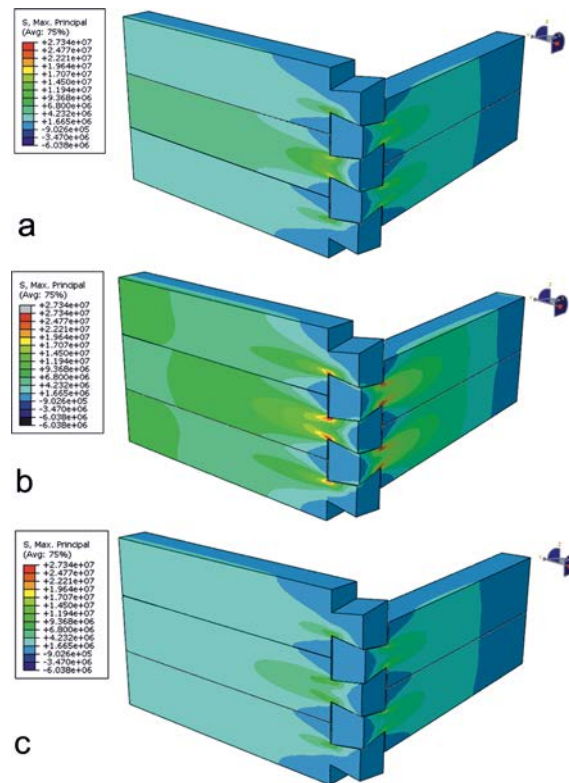 S, Max. Principal
(Avg: 75%)
+2.734e+07
+2.477e+07
+2.221e+07
+1.964e+07
+1.707e+07
+1.450e+07
+1.194e+07
+9.368e+06
+6.800e+06
+4.232e+06
+1.665e+06
-9.026e+05
-3.470e+06
-6.038e+06
a
S, Max. Principal
(Avg: 75%)
+2.734e+07
+2.734e+07
+2.477e+07
+2.221e+07
+1.964e+07
+1.707e+07
+1.450e+07
+1.194e+07
+9.368e+06
+6.800e+06
+4.232e+06
+1.665e+06
-9.026e+05
-3.470e+06
-6.038e+06
-6.038e+06
b
S, Max. Principal
(Avg: 75%)
+2.734e+07
+2.477e+07
+2.221e+07
+1.964e+07
+1.707e+07
+1.450e+07
+1.194e+07
+9.368e+06
+6.800e+06
+4.232e+06
+1.665e+06
-9.026e+05
-3.470e+06
-6.038e+06
c